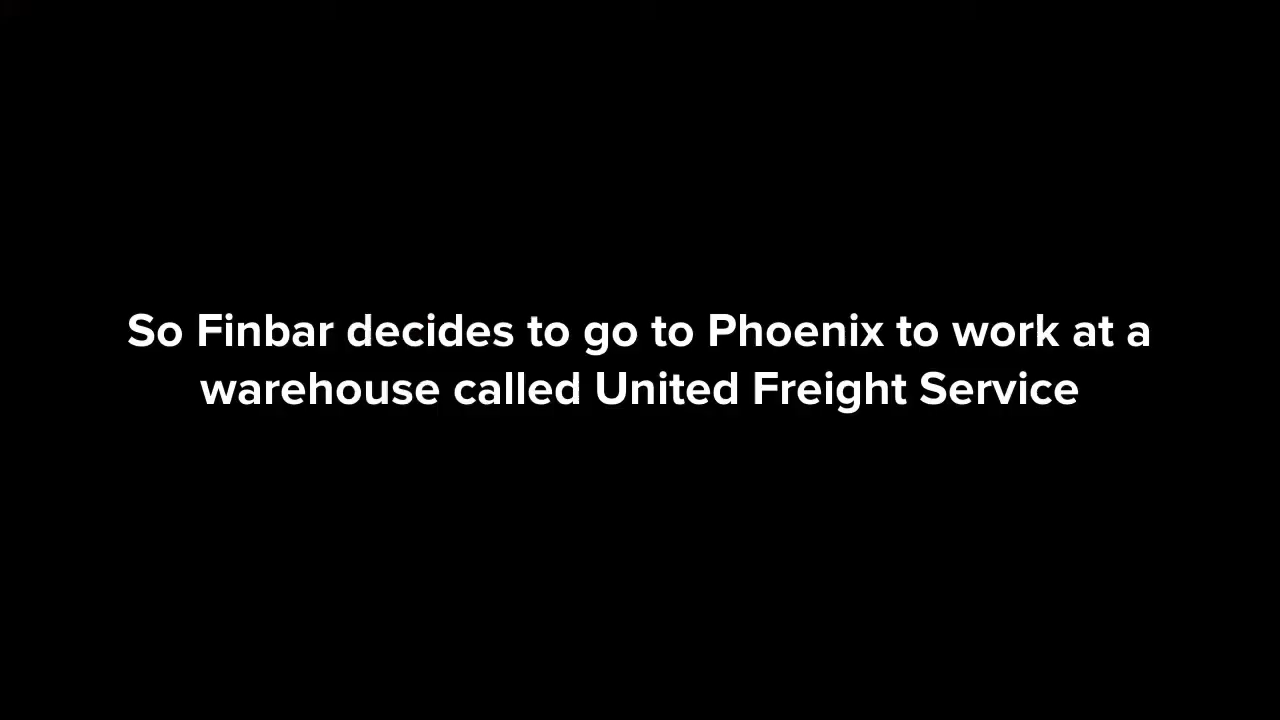 So Finbar decides to go to Phoenix to work at a
warehouse called United Freight Service